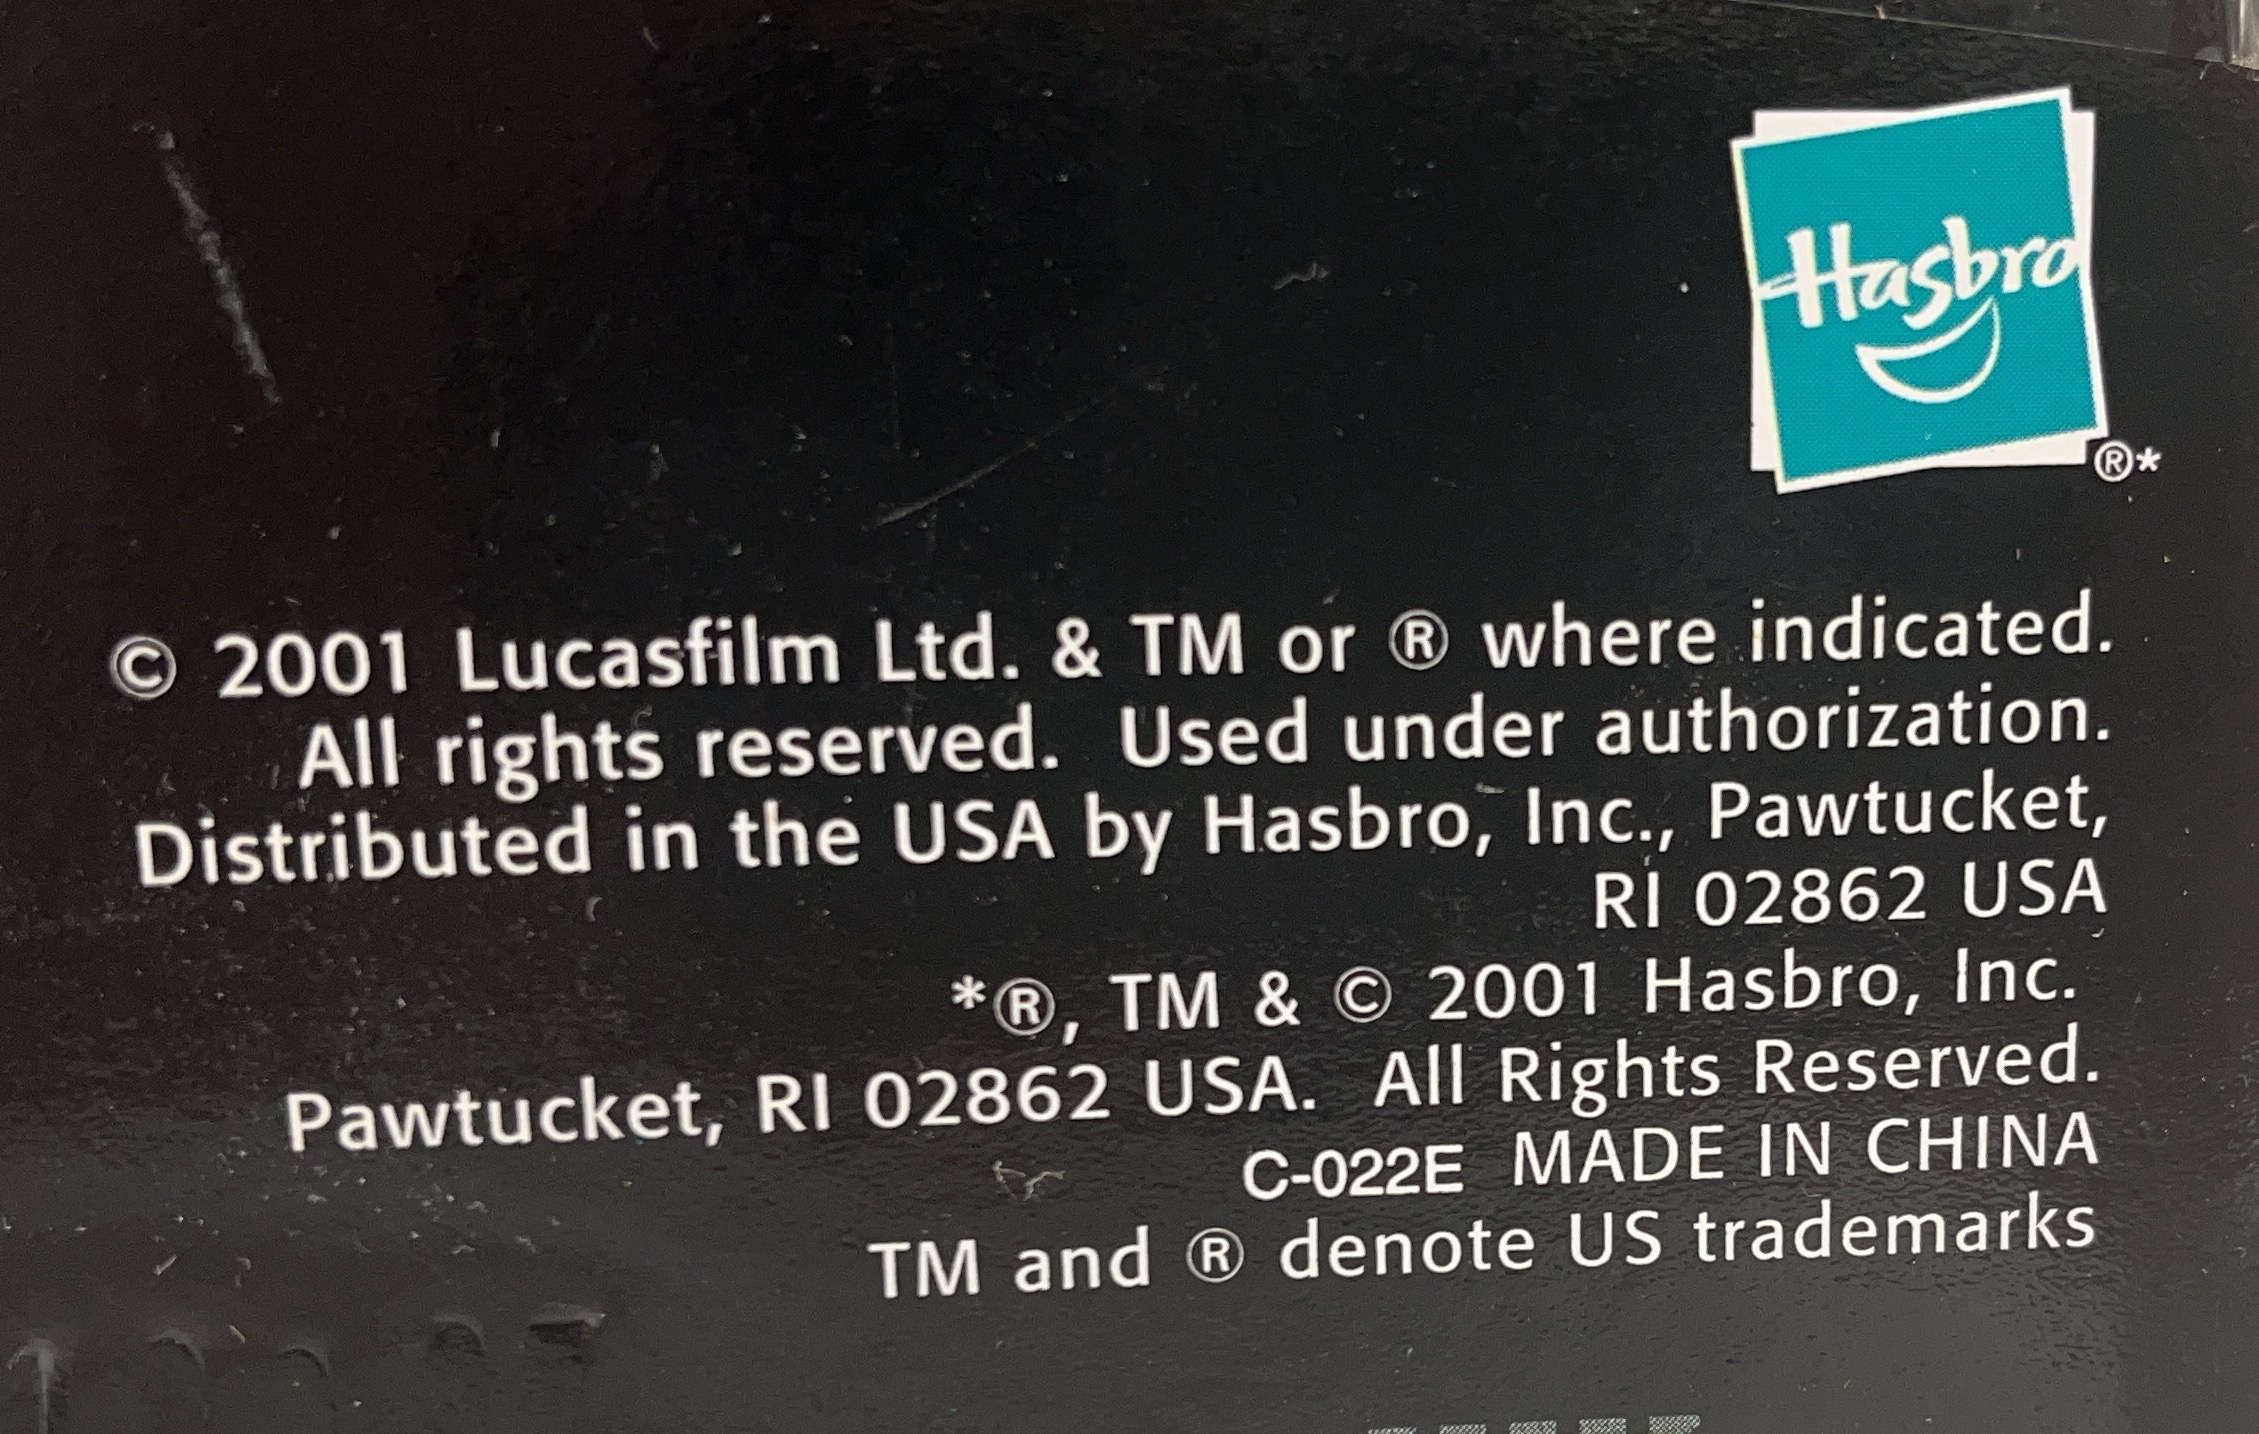 Hasbro
®*
© 2001 Lucasfilm Ltd. & TM or ® where indicated.
All rights reserved. Used under authorization.
Distributed in the USA by Hasbro, Inc., Pawtucket,
RI 02862 USA
*®, TM & © 2001 Hasbro, Inc.
Pawtucket, RI 02862 USA. All Rights Reserved.
C-022E MADE IN CHINA
TM and ® denote US trademarks